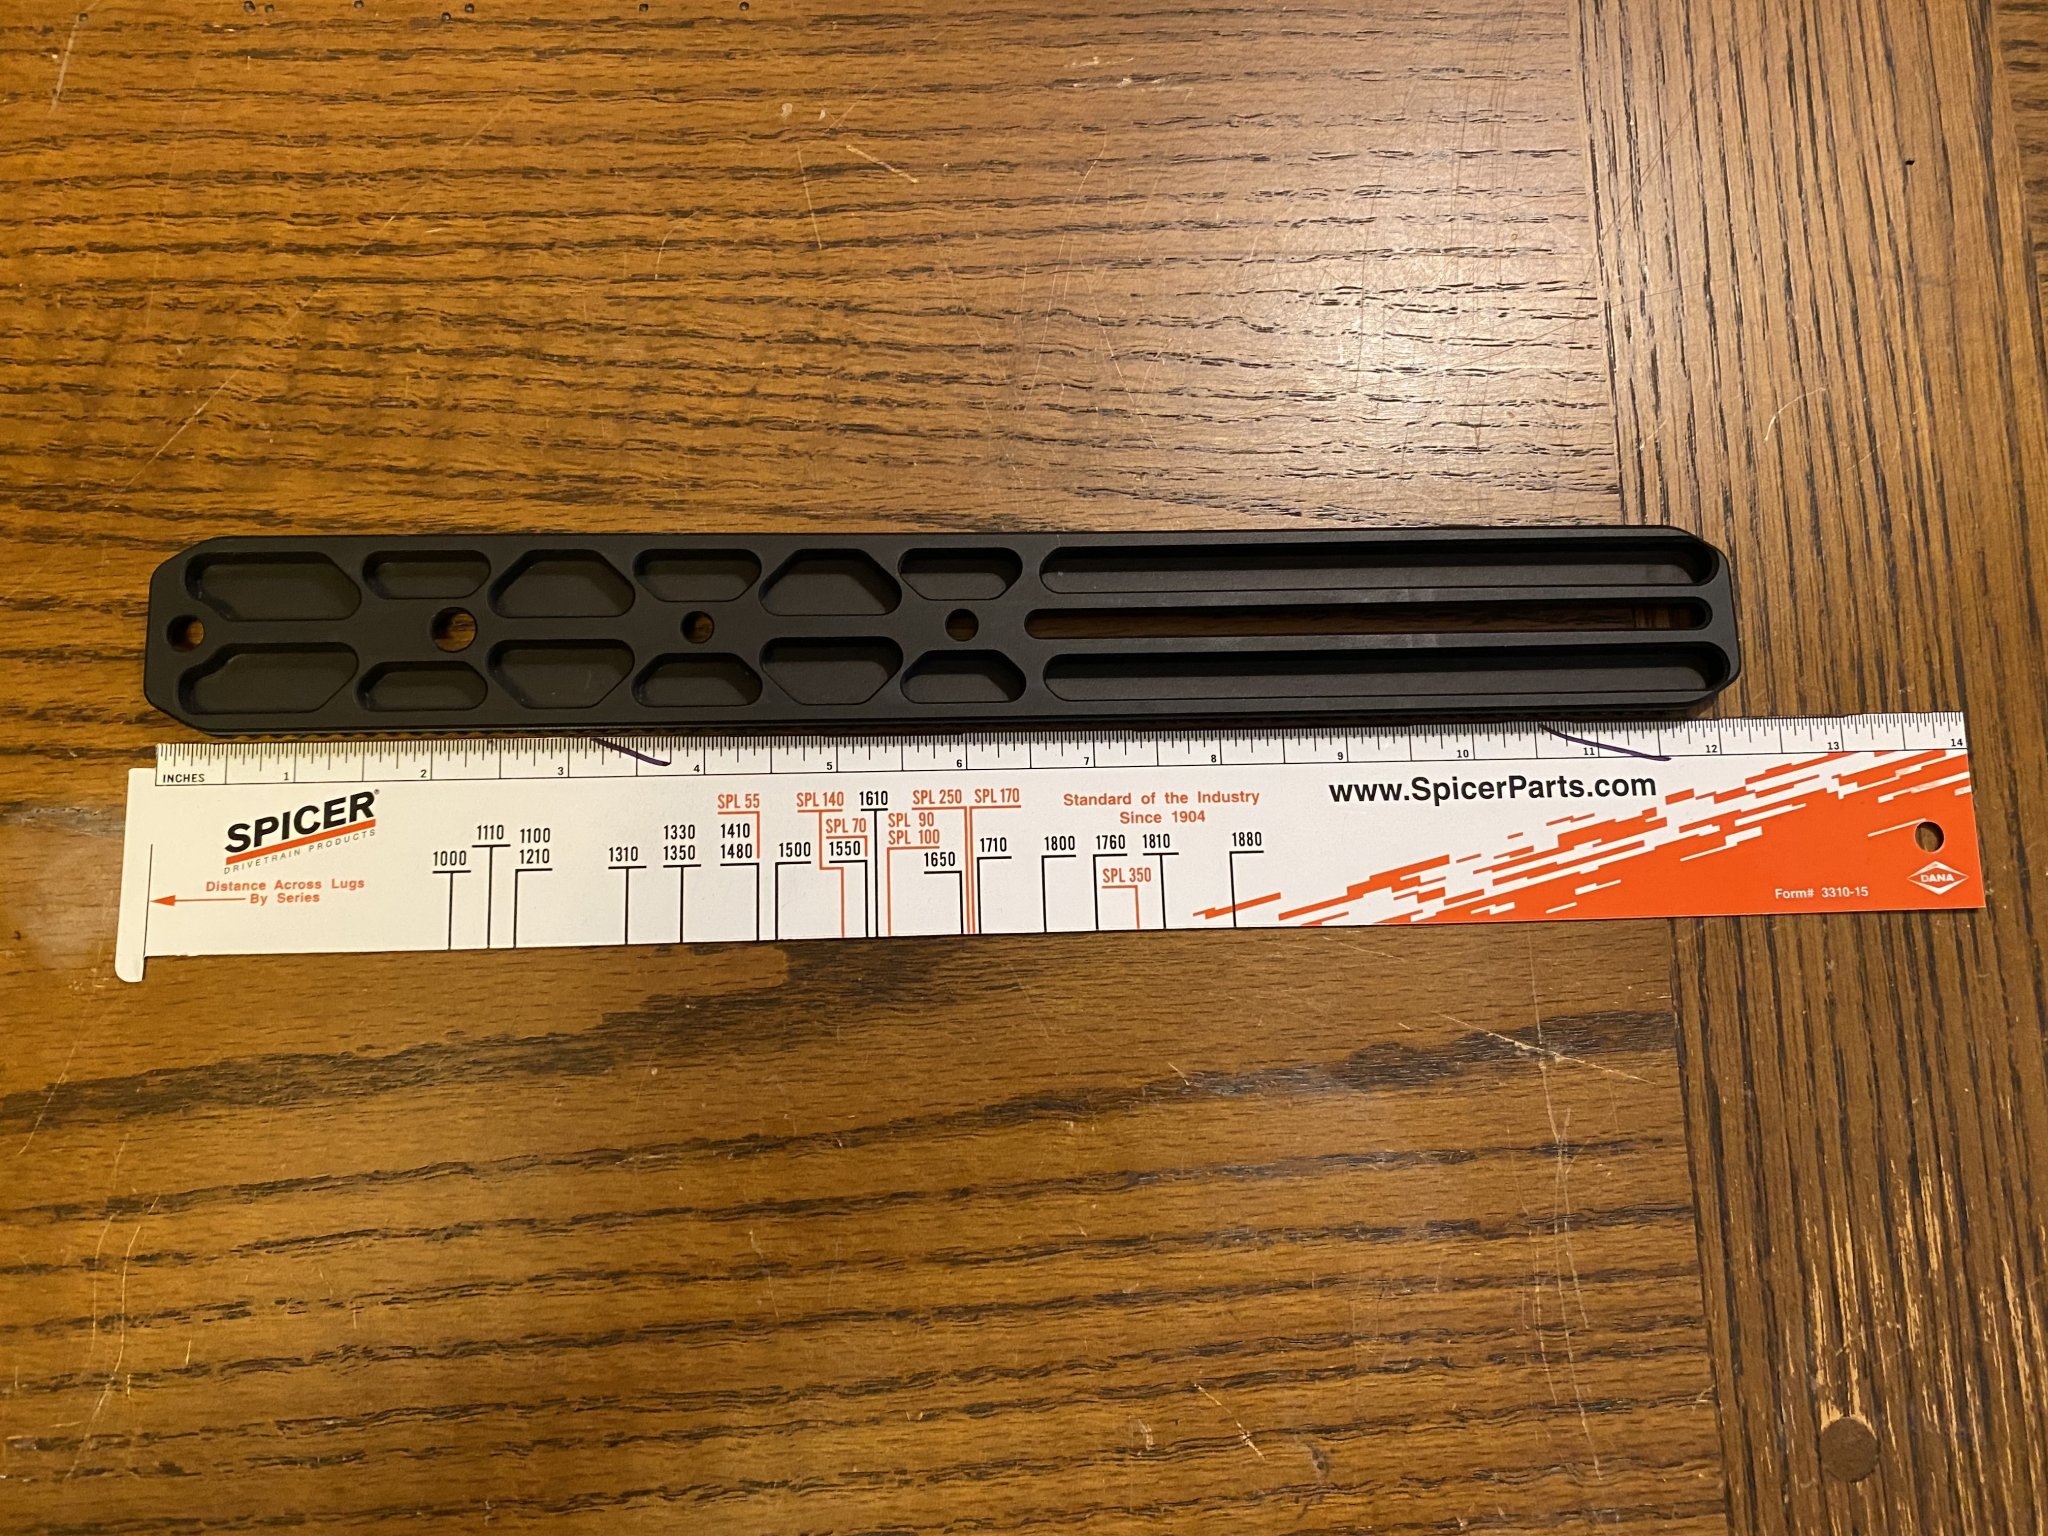 INCHES 1 2 3 4 5 6 7 8 9 10 11 12 13 14
SPICER®
DRIVETRAIN PRODUCTS
Distance Across Lugs
By Series
1000
1110
1100
1210
1310
1330
1350
SPL 55
1410
1480
1500
SPL 140
SPL 70
1550
1610
SPL 90
SPL 100
SPL 250
1650
SPL 170
1710
1800
1760
SPL 350
1810
1880
Standard of the Industry
Since 1904
www.SpicerParts.com
Form# 3310-15
DANA